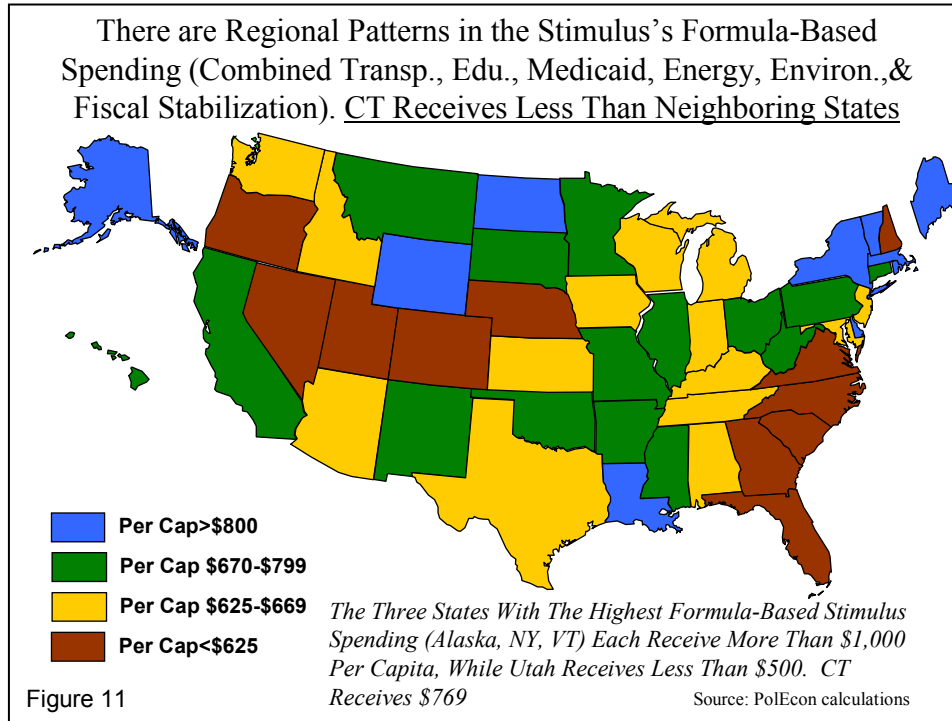 There are Regional Patterns in the Stimulus's Formula-Based
Spending (Combined Transp., Edu., Medicaid, Energy, Environ.,&
Fiscal Stabilization). CT Receives Less Than Neighboring States
Per Cap>$800
Per Cap $670-$799
Per Cap $625-$669
Per Cap<$625
The Three States With The Highest Formula-Based Stimulus
Spending (Alaska, NY, VT) Each Receive More Than $1,000
Per Capita, While Utah Receives Less Than $500. CT
Receives $769
Source: PolEcon calculations
Figure 11